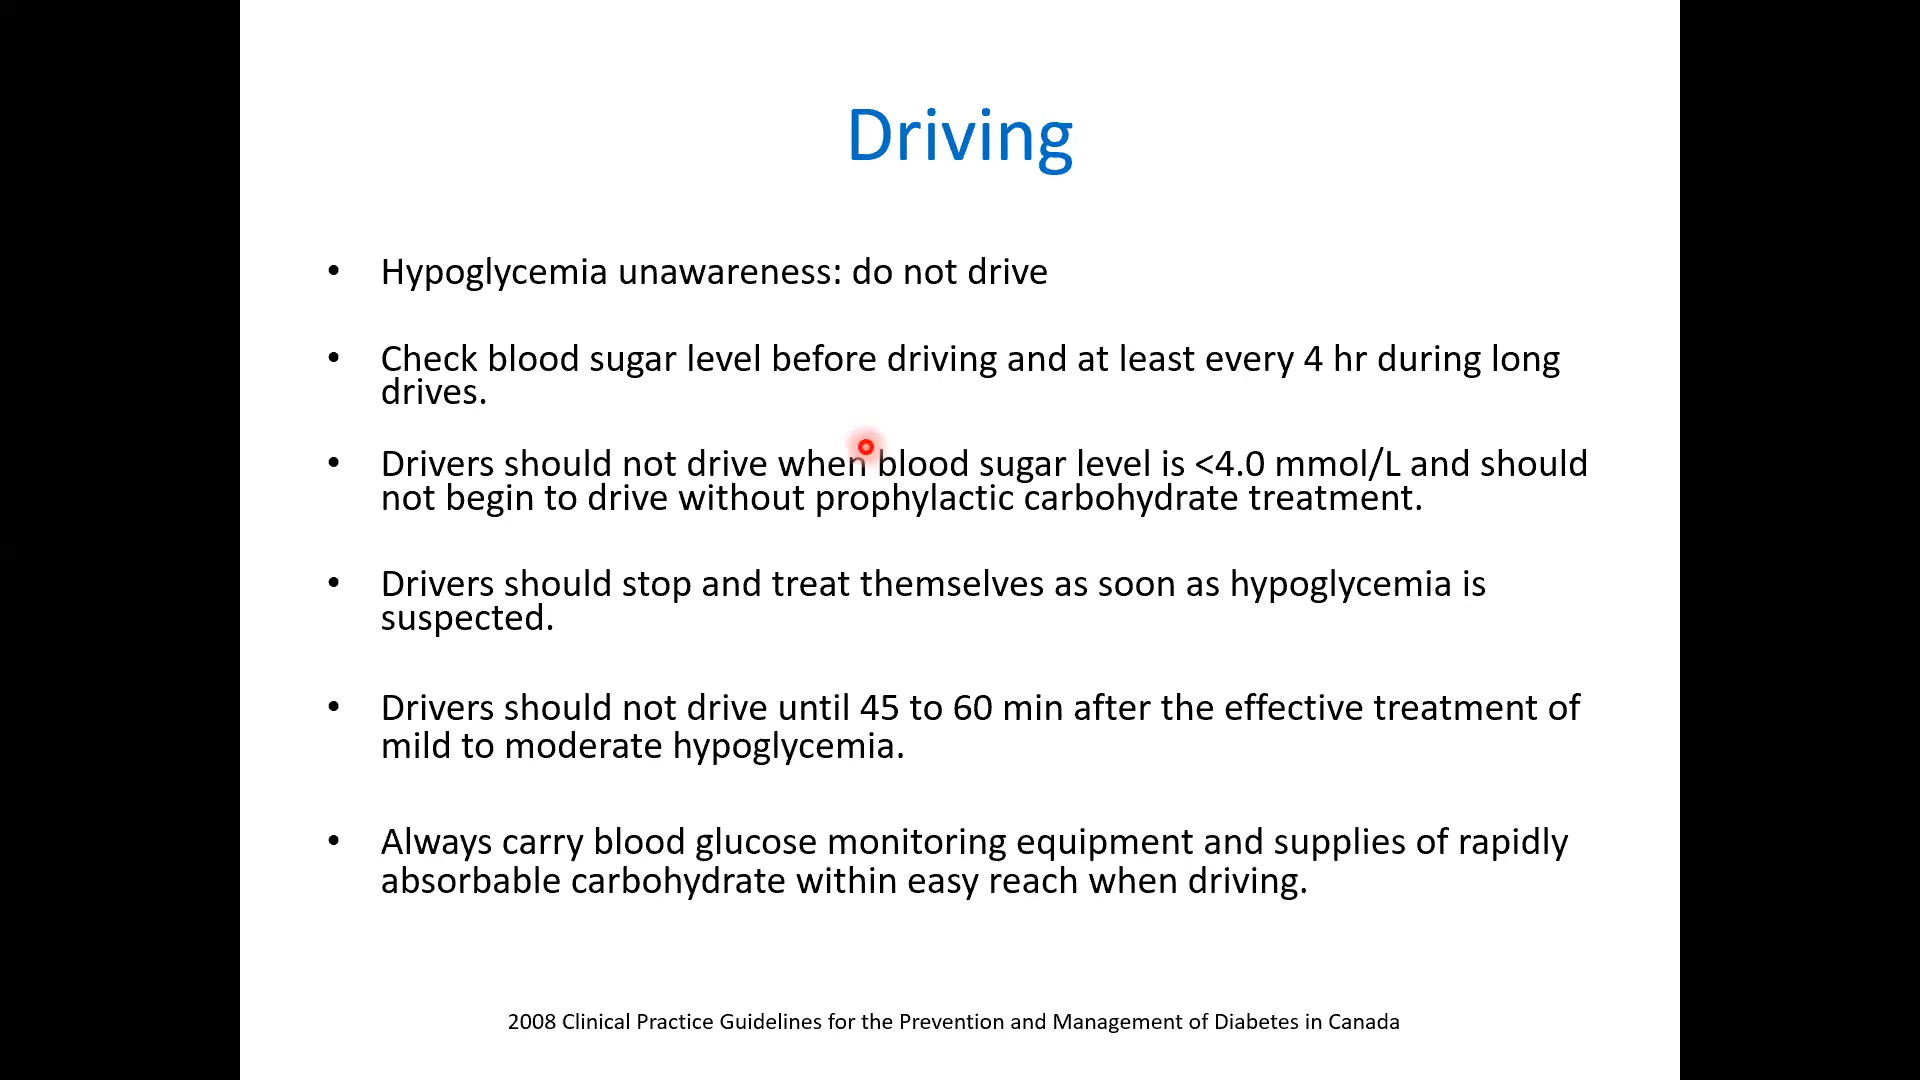 Driving
• Hypoglycemia unawareness: do not drive
• Check blood sugar level before driving and at least every 4 hr during long
drives.
• Drivers should not drive when blood sugar level is <4.0 mmol/L and should
not begin to drive without prophylactic carbohydrate treatment.
• Drivers should stop and treat themselves as soon as hypoglycemia is
suspected.
• Drivers should not drive until 45 to 60 min after the effective treatment of
mild to moderate hypoglycemia.
• Always carry blood glucose monitoring equipment and supplies of rapidly
absorbable carbohydrate within easy reach when driving.
2008 Clinical Practice Guidelines for the Prevention and Management of Diabetes in Canada